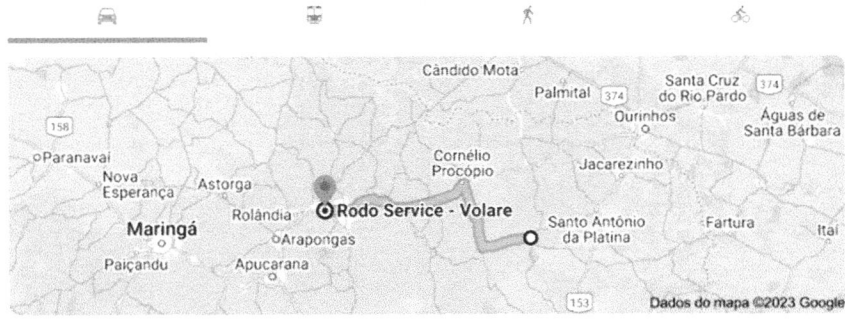 Cândido Mota
Palmital
374
Santa Cruz
do Rio Pardo
374
Ourinhos
Águas de
Santa Bárbara
158
Paranavaí
Nova
Esperança
Astorga
Cornélio
Procópio
Jacarezinho
Rolândia
Rodo Service - Volare
Maringá
Arapongas
Santo Antônio
da Platina
Fartura
Itaí
Paiçandu
Apucarana
153
Dados do mapa ©2023 Google